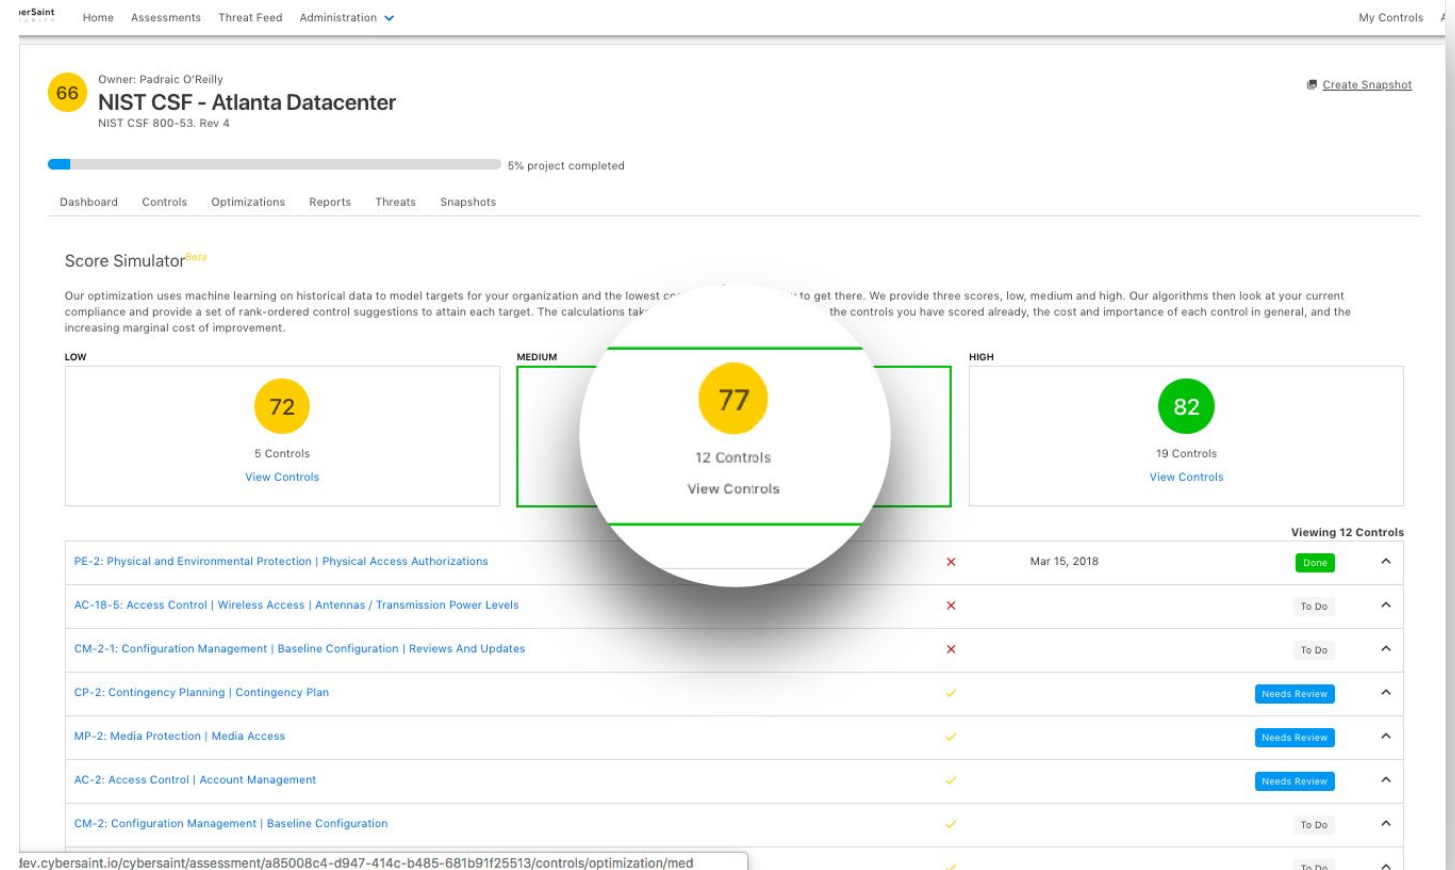 Home Assessments Threat Feed Administration
My Controls
66
Owner: Padraic O'Reilly
NIST CSF - Atlanta Datacenter
NIST CSF 800-53. Rev 4
Create Snapshot
5% project completed
Dashboard Controls Optimizations Reports Threats Snapshots
Score Simulator Beta
Our optimization uses machine learning on historical data to model targets for your organization and the lowest to get there. We provide three scores, low, medium and high. Our algorithms then look at your current
compliance and provide a set of rank-ordered control suggestions to attain each target. The calculations the controls you have scored already, the cost and importance of each control in general, and the
increasing marginal cost of improvement.
LOW
72
5 Controls
View Controls
MEDIUM
77
12 Controls
View Controls
HIGH
82
19 Controls
View Controls
Viewing 12 Controls
PE-2: Physical and Environmental Protection | Physical Access Authorizations Mar 15, 2018 Done
AC-18-5: Access Control | Wireless Access | Antennas / Transmission Power Levels To Do
CM-2-1: Configuration Management | Baseline Configuration | Reviews And Updates To Do
CP-2: Contingency Planning | Contingency Plan Needs Review
MP-2: Media Protection | Media Access Needs Review
AC-2: Access Control | Account Management Needs Review
CM-2: Configuration Management | Baseline Configuration To Do
To Do
dev.cybersaint.io/cybersaint/assessment/a85008c4-d947-414c-b485-681b91f25513/controls/optimization/med